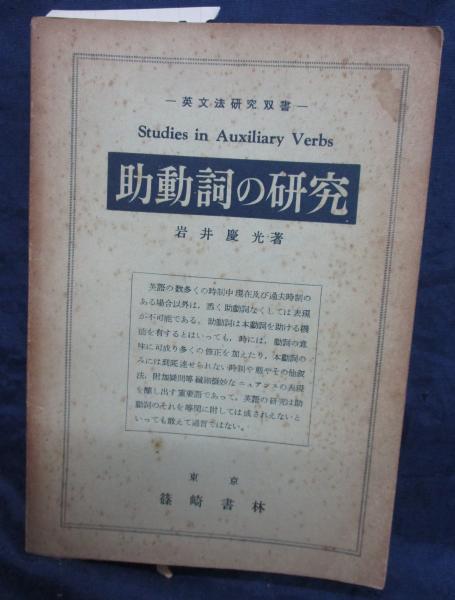 ─英文法研究双書─
Studies in Auxiliary Verbs
助動詞の研究
岩井慶光著
英語の数多くの時制中現在及び過去時制の
ある場合以外は、悉く助動詞なくしては表現
が不可能である。助動詞は本動詞を助ける機
能を有するとはいっても、時には、動詞の意
味に可成り多くの修正を加えたり、本動詞の
みには到底達せられない時制や態やその他叙
法、附加疑問等繊細微妙なニュアンスの表現
を醸し出す重要語であって、英語の研究は助
動詞のそれを等閑に附しては成されえないと
いっても敢えて過言ではない。
東京
篠崎書林